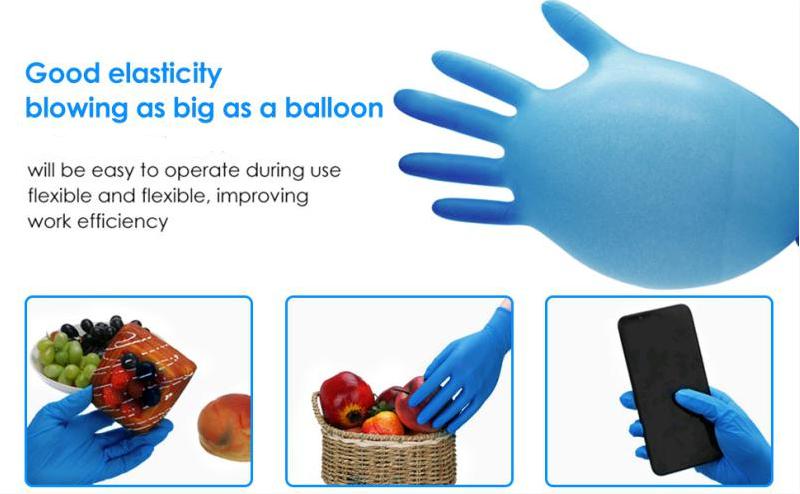 Good elasticity
blowing as big as a balloon
will be easy to operate during use
flexible and flexible, improving
work efficiency